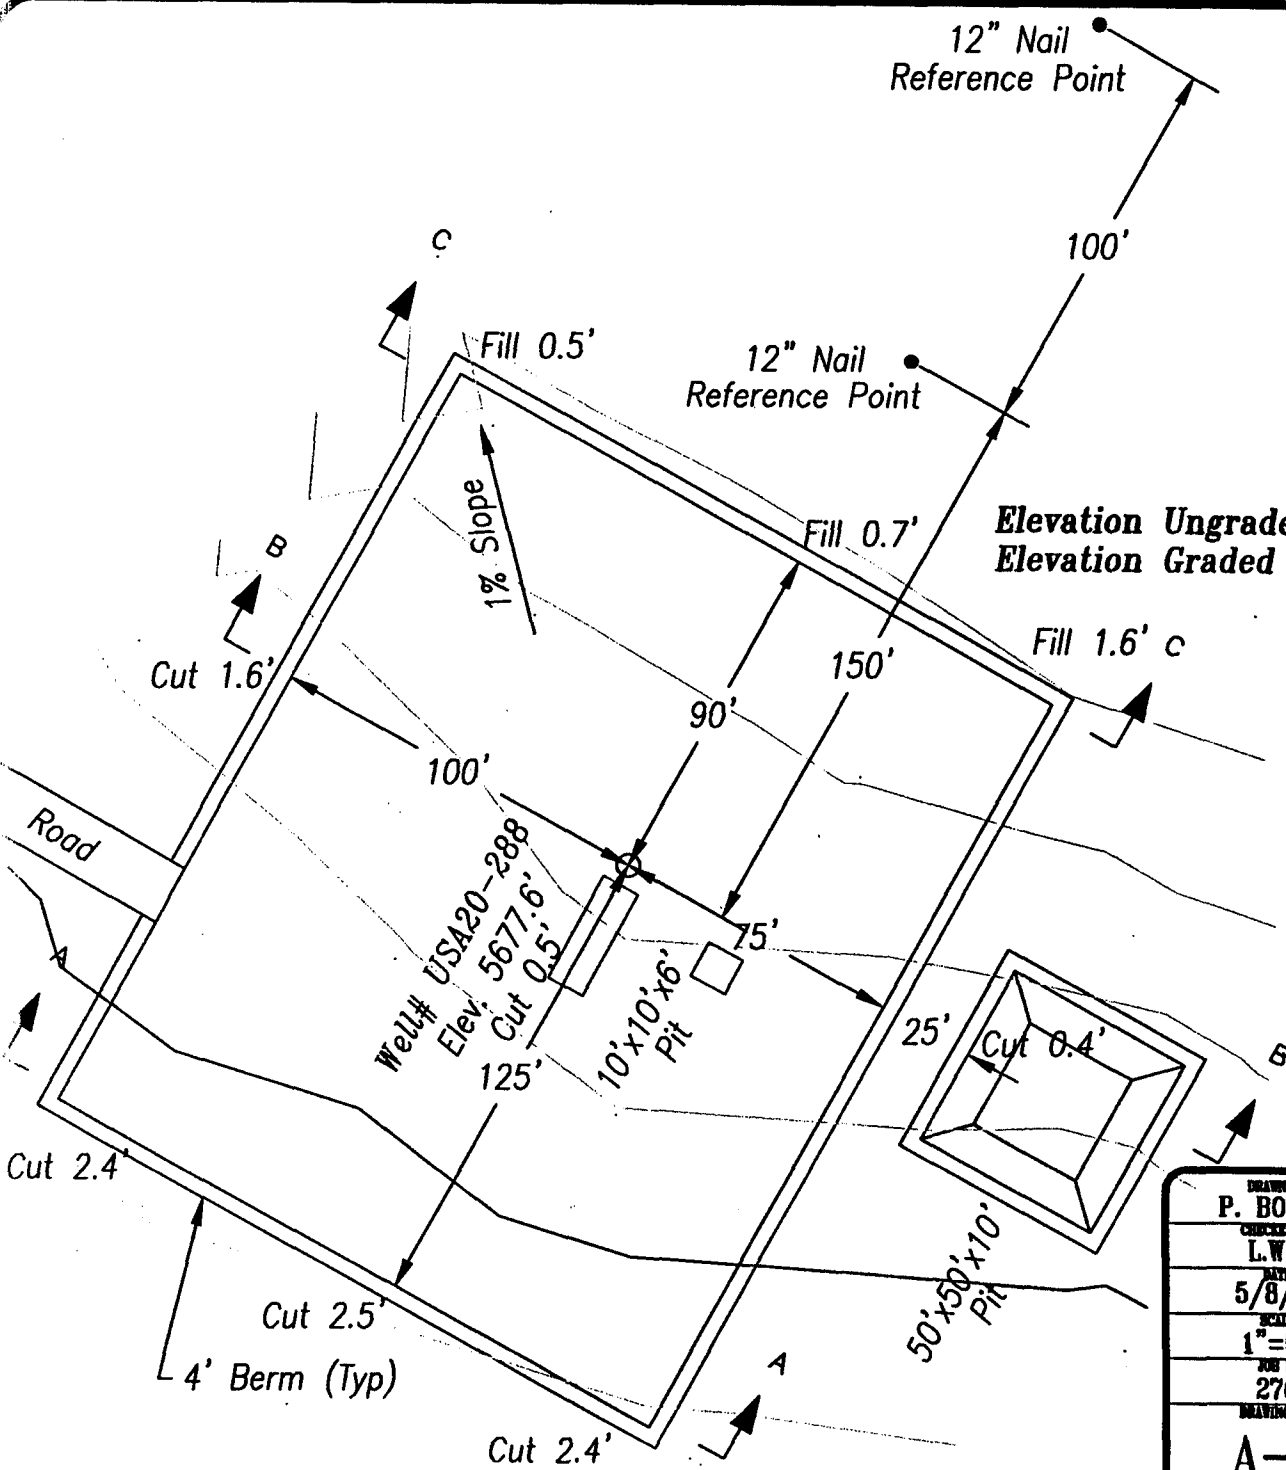 12” Nail
Reference Point
100'
C
Fill 0.5'
12” Nail
Reference Point
1% Slope
Fill 0.7'
Elevation
Elevation Graded
B
Fill 1.6' C
Cut 1.6'
150'
90'
100'
Road
Well# USA20-288
Elev. 5677.6'
Cut 0.5'
75'
10'x10'x6'
Pit
A
25'
Cut 0.4'
B
125'
Cut 2.4'
50'x50'x10'
Pit
Cut 2.5'
4' Berm (Typ)
A
Cut 2.4'
P.
L.W
5/8/
1"=
A-